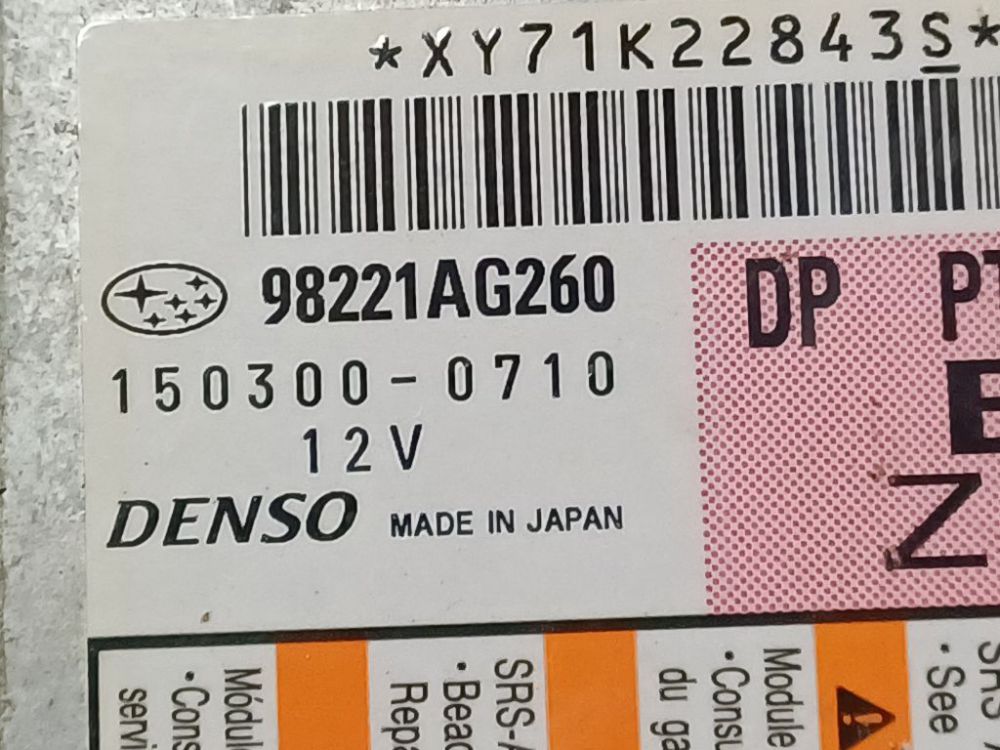 *XY71K22843S*
98221AG260
150300-0710
12V
DENSO MADE IN JAPAN
DP
Z
Module
du
SRS-A
See